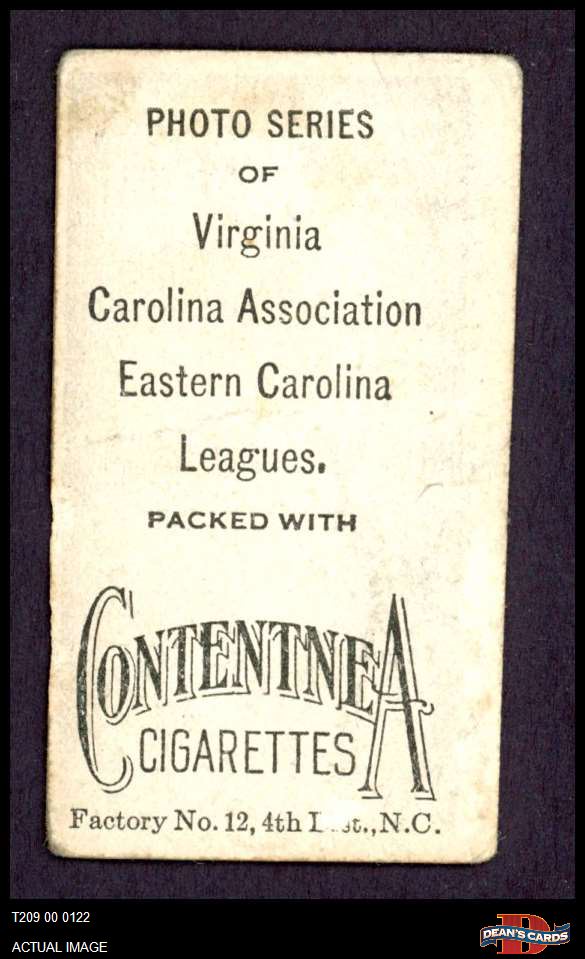 PHOTO SERIES
OF
Virginia
Carolina Association
Eastern Carolina
Leagues.
PACKED WITH
CONTENTNEA
CIGARETTES
Factory No. 12, 4th , N.C.
T209 00 0122
ACTUAL IMAGE
D
DEAN'S CARDS